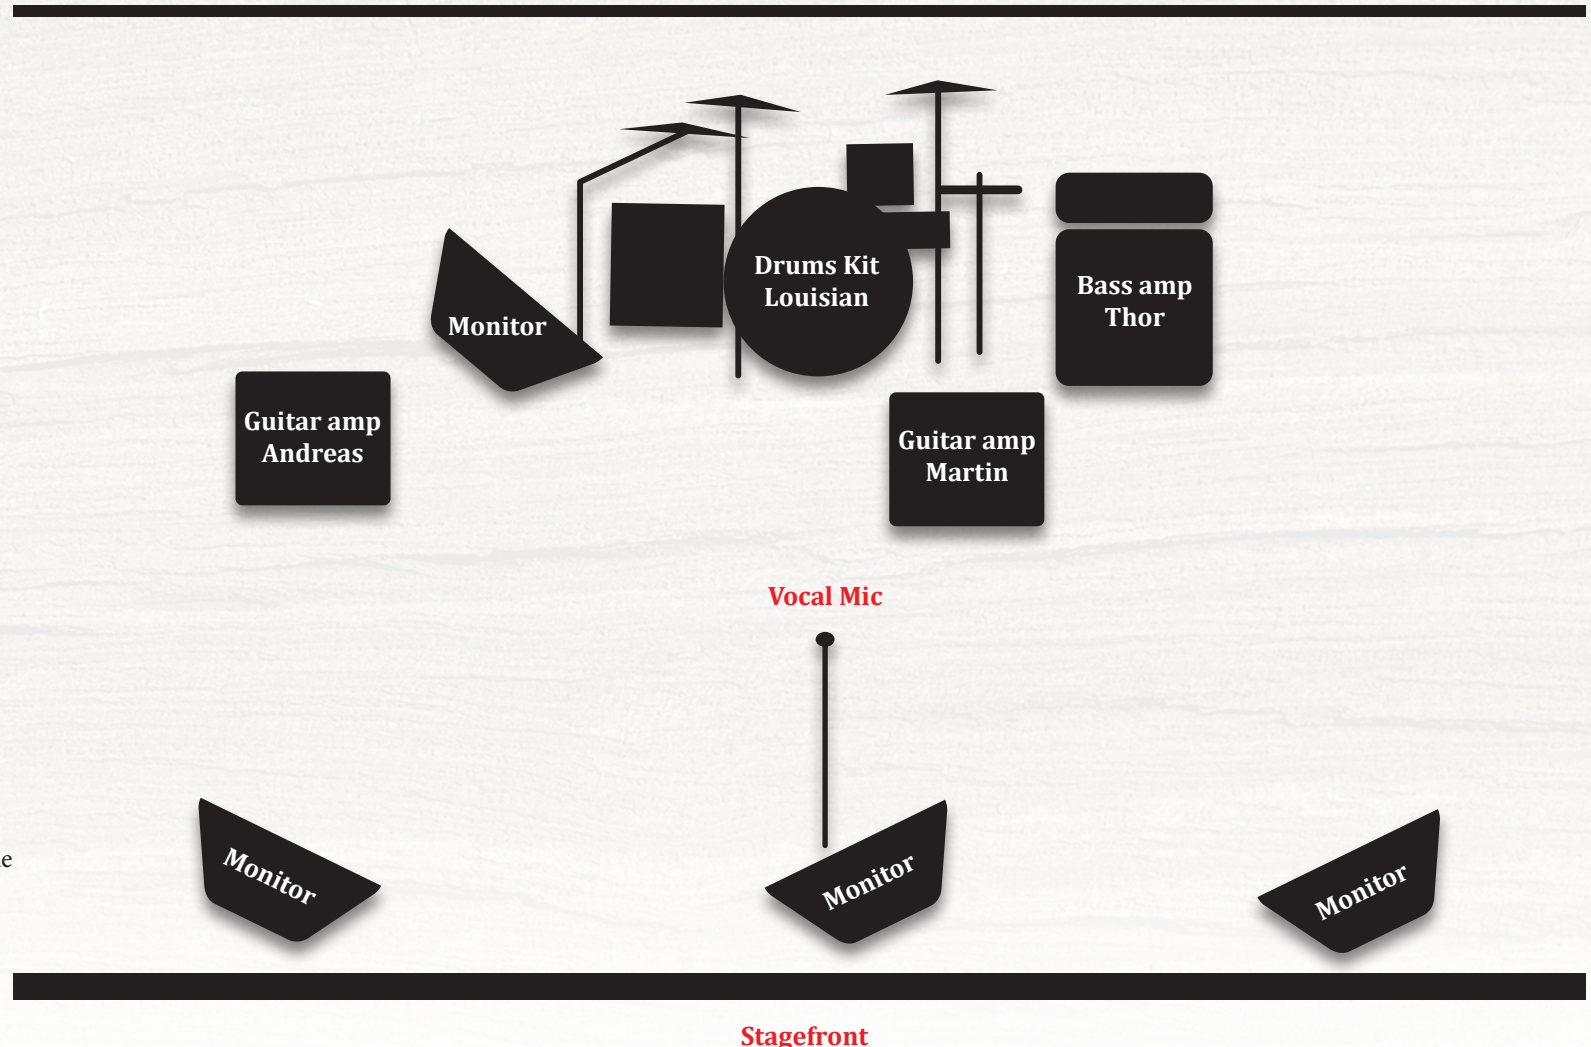 Drums Kit
Louisian
Bass amp
Thor
Monitor
Guitar amp
Andreas
Guitar amp
Martin
Vocal Mic
Monitor
Monitor
Monitor
Stagefront